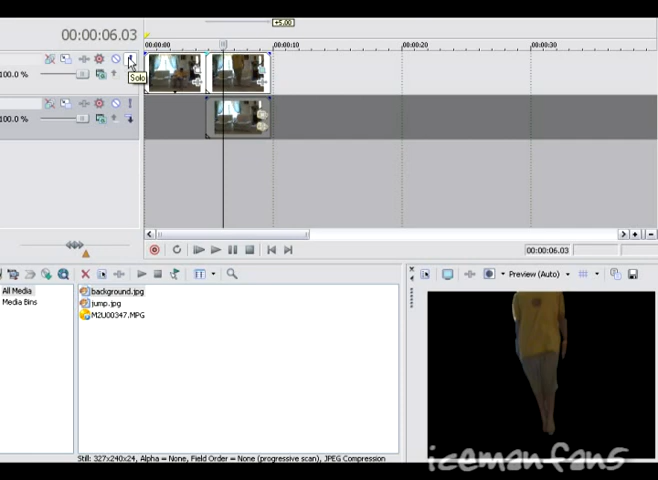 +5.00
00:00:06.03
00:00:00
00:00:10
00:00:20
00:00:30
100.0 %
Solo
100.0 %
00:00:06.03
Preview (Auto)
All Media
Media Bins
background.jpg
jump.jpg
M2U00347.MPG
Still: 327x240x24, Alpha = None, Field Order = None (progressive scan), JPEG Compression
icemanfans